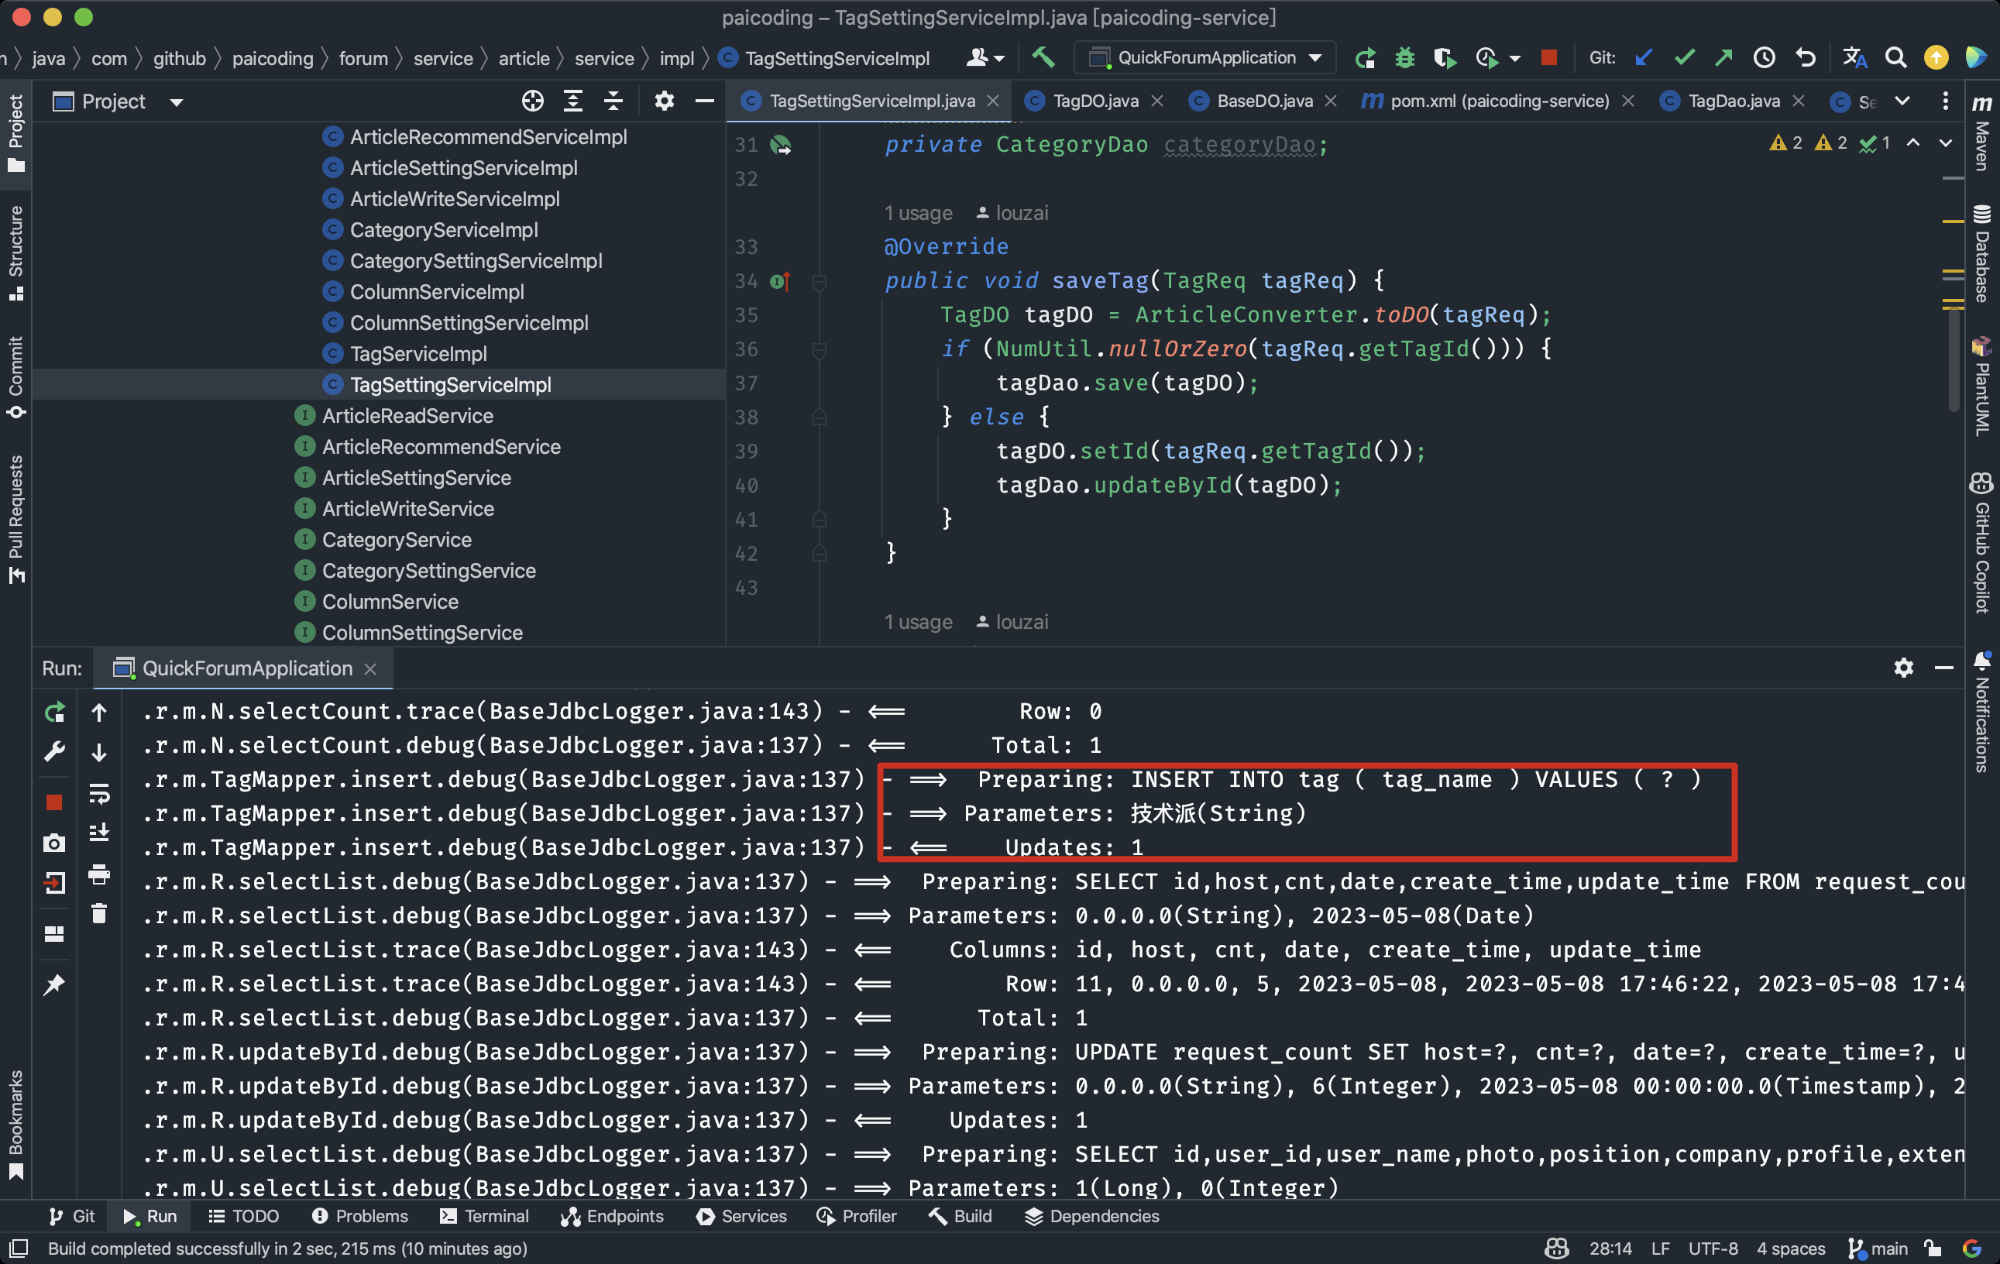 paicoding – TagSettingServiceImpl.java [paicoding-service]
java com github paicoding forum service article service impl TagSettingServiceImpl QuickForumApplication Git:
Project
TagSettingServiceImpl.java TagDO.java BaseDO.java pom.xml (paicoding-service) TagDao.java
Project
Structure
Commit
Pull Requests
Bookmarks
ArticleRecommendServiceImpl
ArticleSettingServiceImpl
ArticleWriteServiceImpl
CategoryServiceImpl
CategorySettingServiceImpl
ColumnServiceImpl
ColumnSettingServiceImpl
TagServiceImpl
TagSettingServiceImpl
ArticleReadService
ArticleRecommendService
ArticleSettingService
ArticleWriteService
CategoryService
CategorySettingService
ColumnService
ColumnSettingService
31 private CategoryDao categoryDao;
2 2 1
32
1 usage louzai
33 @Override
34 public void saveTag(TagReq tagReq) {
35 TagDO tagDO = ArticleConverter.toDO(tagReq);
36 if (NumUtil.nullOrZero(tagReq.getTagId())) {
37 tagDao.save(tagDO);
38 } else {
39 tagDO.setId(tagReq.getTagId());
40 tagDao.updateById(tagDO);
41 }
42 }
43
1 usage louzai
Maven
Database
PlantUML
GitHub Copilot
Notifications
Run: QuickForumApplication
.r.m.N.selectCount.trace(BaseJdbcLogger.java:143) - <== Row: 0
.r.m.N.selectCount.debug(BaseJdbcLogger.java:137) - <== Total: 1
.r.m.TagMapper.insert.debug(BaseJdbcLogger.java:137) - ==> Preparing: INSERT INTO tag ( tag_name ) VALUES ( ? )
.r.m.TagMapper.insert.debug(BaseJdbcLogger.java:137) - ==> Parameters: 技术派(String)
.r.m.TagMapper.insert.debug(BaseJdbcLogger.java:137) - <== Updates: 1
.r.m.R.selectList.debug(BaseJdbcLogger.java:137) - ==> Preparing: SELECT id,host,cnt,date,create_time,update_time FROM request_cou
.r.m.R.selectList.debug(BaseJdbcLogger.java:137) - ==> Parameters: 0.0.0.0(String), 2023-05-08(Date)
.r.m.R.selectList.trace(BaseJdbcLogger.java:143) - <== Columns: id, host, cnt, date, create_time, update_time
.r.m.R.selectList.trace(BaseJdbcLogger.java:143) - <== Row: 11, 0.0.0.0, 5, 2023-05-08, 2023-05-08 17:46:22, 2023-05-08 17:4
.r.m.R.selectList.debug(BaseJdbcLogger.java:137) - <== Total: 1
.r.m.R.updateById.debug(BaseJdbcLogger.java:137) - ==> Preparing: UPDATE request_count SET host=?, cnt=?, date=?, create_time=?, u
.r.m.R.updateById.debug(BaseJdbcLogger.java:137) - ==> Parameters: 0.0.0.0(String), 6(Integer), 2023-05-08 00:00:00.0(Timestamp), 2
.r.m.R.updateById.debug(BaseJdbcLogger.java:137) - <== Updates: 1
.r.m.U.selectList.debug(BaseJdbcLogger.java:137) - ==> Preparing: SELECT id,user_id,user_name,photo,position,company,profile,exten
.r.m.U.selectList.debug(BaseJdbcLogger.java:137) - ==> Parameters: 1(Long), 0(Integer)
Git Run TODO Problems Terminal Endpoints Services Profiler Build Dependencies
Build completed successfully in 2 sec, 215 ms (10 minutes ago) 28:14 LF UTF-8 4 spaces main